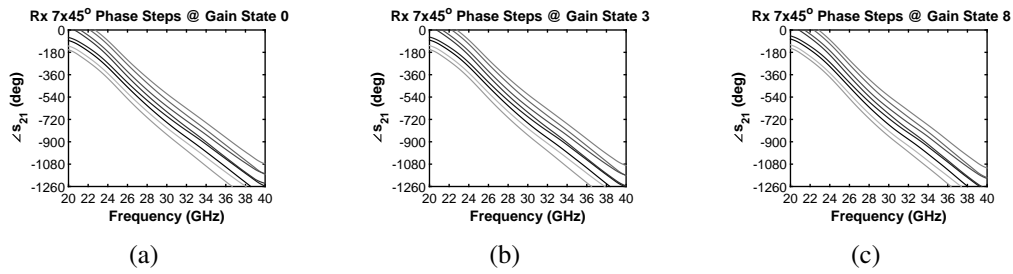 Rx 7x45° Phase Steps @ Gain State 0
0
-180
-360
-540
-720
-900
-1080
-1260
∠s21 (deg)
20 22 24 26 28 30 32 34 36 38 40
Frequency (GHz)
(a)
Rx 7x45° Phase Steps @ Gain State 3
0
-180
-360
-540
-720
-900
-1080
-1260
∠s21 (deg)
20 22 24 26 28 30 32 34 36 38 40
Frequency (GHz)
(b)
Rx 7x45° Phase Steps @ Gain State 8
0
-180
-360
-540
-720
-900
-1080
-1260
∠s21 (deg)
20 22 24 26 28 30 32 34 36 38 40
Frequency (GHz)
(c)